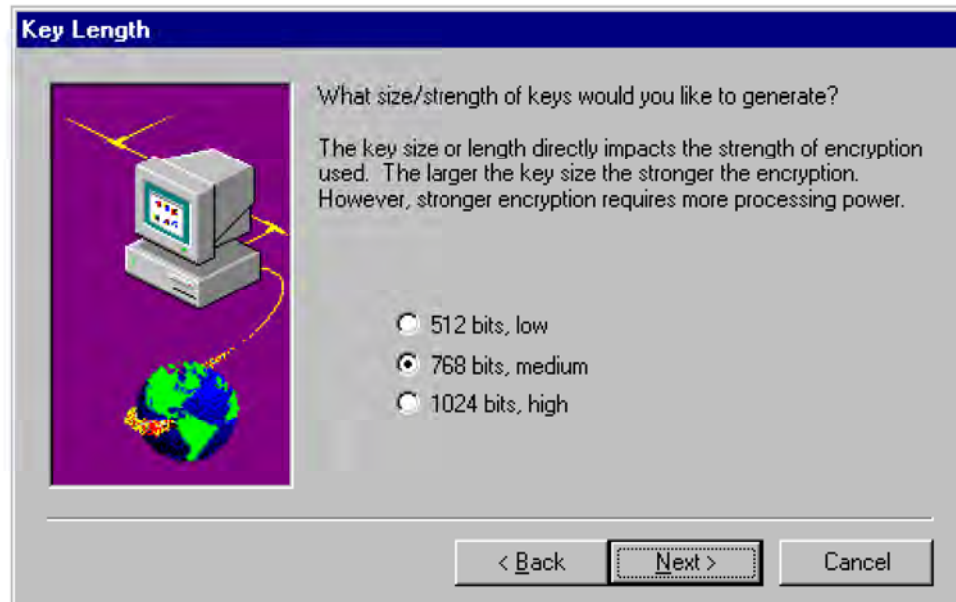 Key Length
What size/strength of keys would you like to generate?
The key size or length directly impacts the strength of encryption
used. The larger the key size the stronger the encryption.
However, stronger encryption requires more processing power.
512 bits, low
768 bits, medium
1024 bits, high
< Back
Next >
Cancel